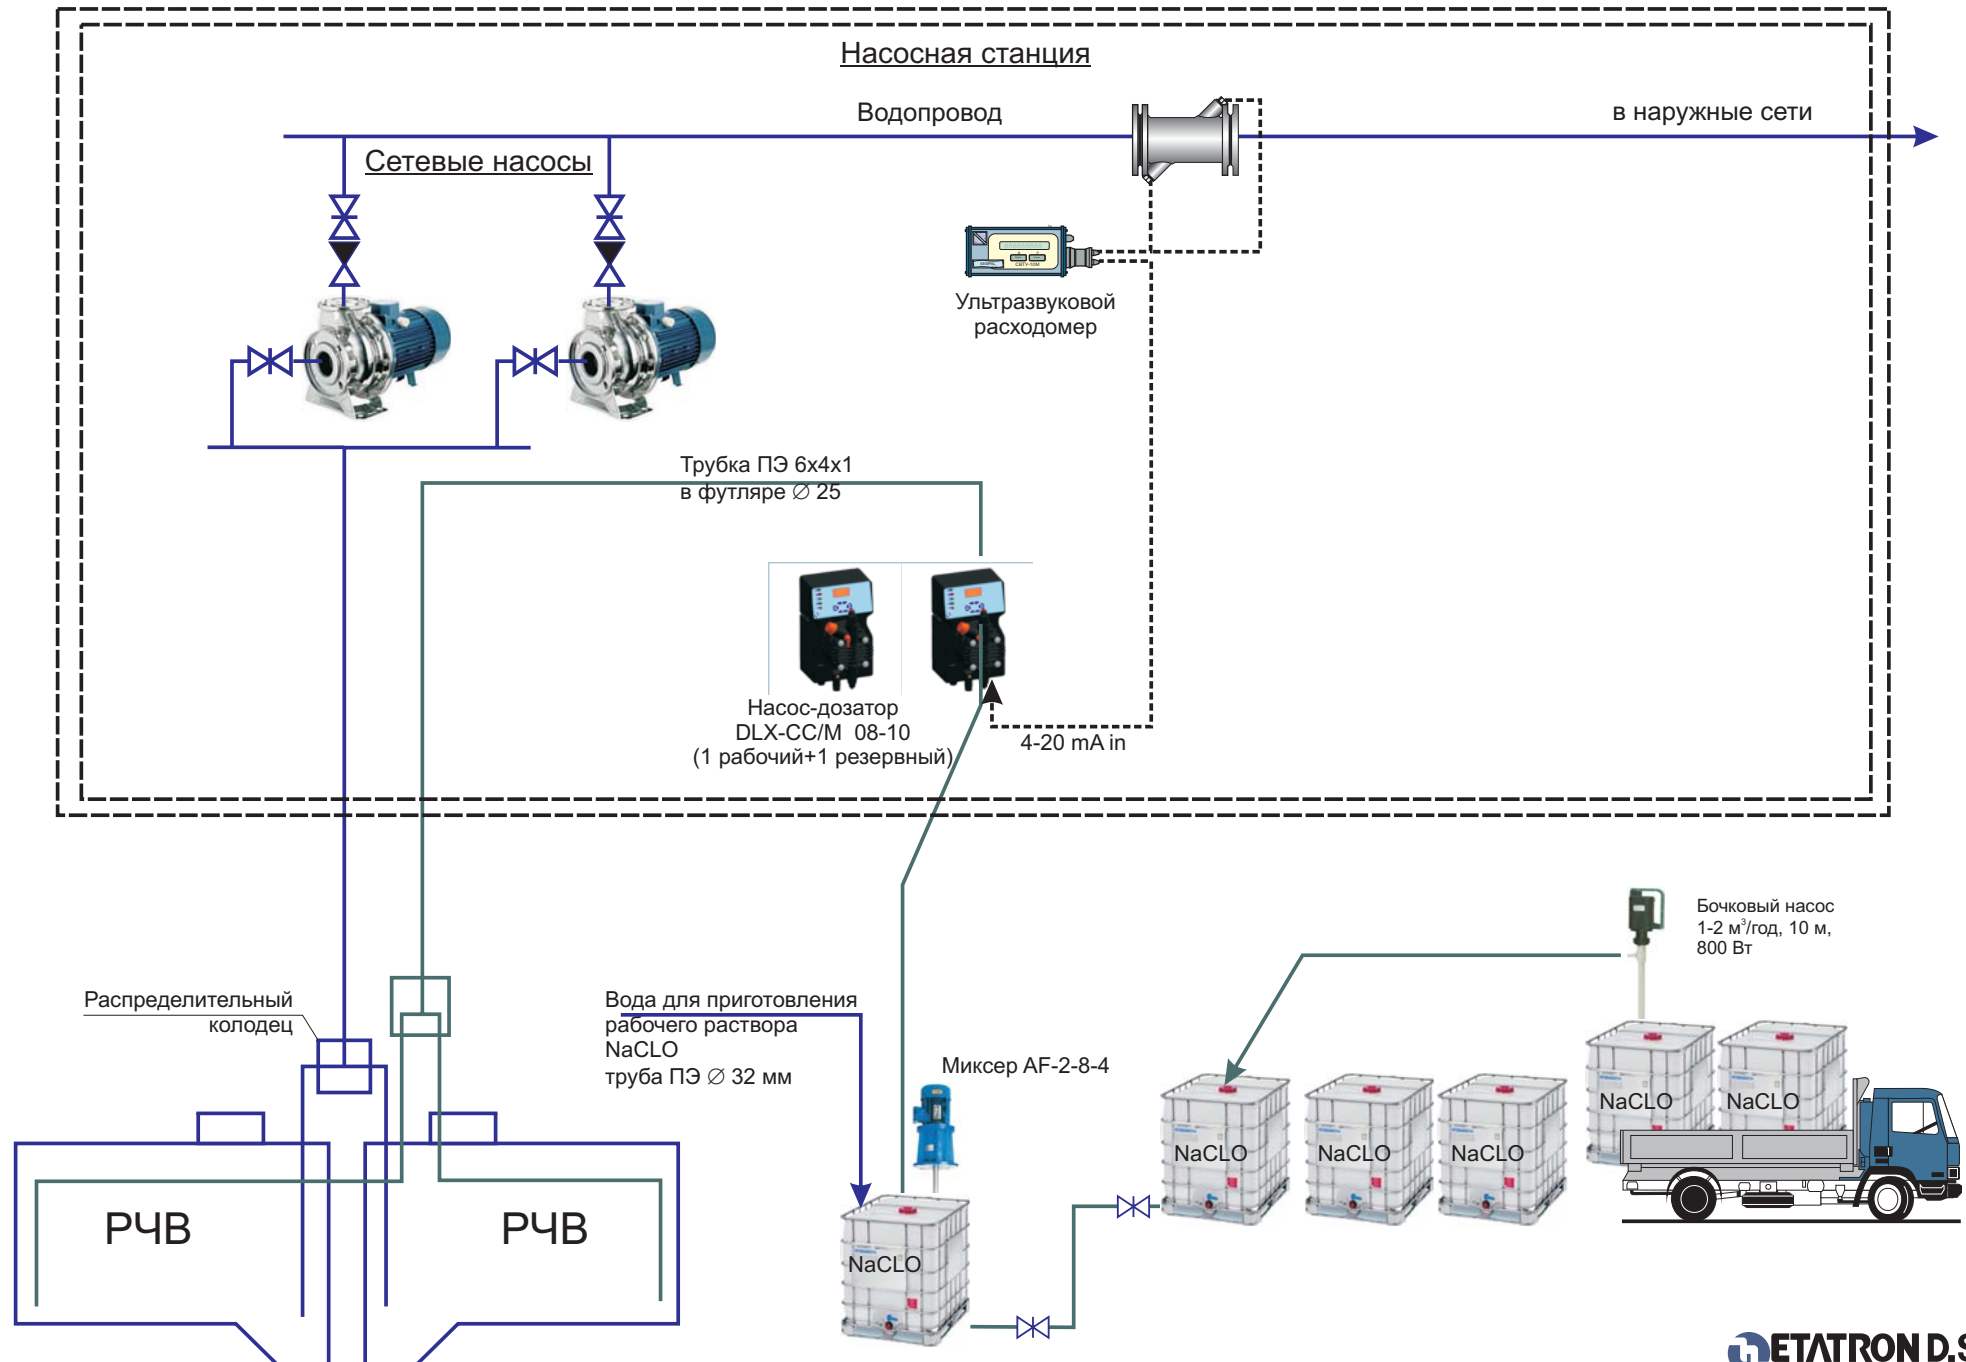 Насосная станция
Водопровод
в наружные сети
Сетевые насосы
СВТУ-10М
Ультразвуковой
расходомер
Трубка ПЭ 6х4х1
в футляре ∅ 25
Насос-дозатор
DLX-CC/M 08-10
(1 рабочий+1 резервный)
4-20 mA in
Бочковый насос
1-2 м³/год, 10 м,
800 Вт
Распределительный
колодец
Вода для приготовления
рабочего раствора
NaCLO
труба ПЭ ∅ 32 мм
Миксер AF-2-8-4
NaCLO
NaCLO
NaCLO
NaCLO
NaCLO
NaCLO
РЧВ
РЧВ
ETATRON D.S